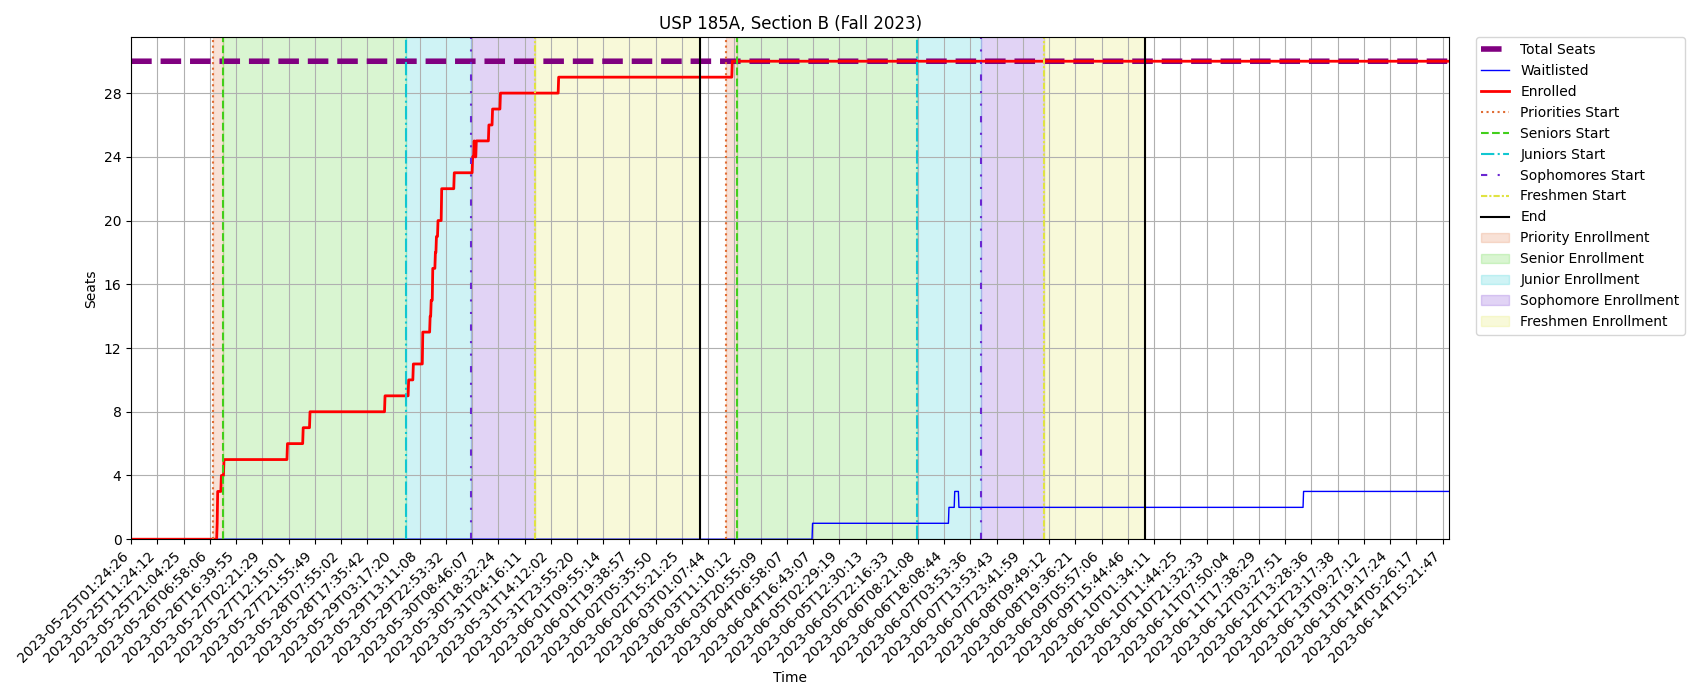 USP 185A, Section B (Fall 2023)
Seats
28
24
20
16
12
8
4
0
2023-05-25T01:24:26
2023-05-25T11:24:12
2023-05-25T21:04:25
2023-05-26T06:58:06
2023-05-26T16:39:55
2023-05-27T02:21:29
2023-05-27T12:15:01
2023-05-27T21:55:49
2023-05-28T07:55:02
2023-05-28T17:35:42
2023-05-29T03:17:20
2023-05-29T13:11:08
2023-05-29T22:53:32
2023-05-30T08:46:07
2023-05-30T18:32:24
2023-05-31T04:16:11
2023-05-31T14:12:02
2023-05-31T23:55:20
2023-06-01T09:55:14
2023-06-01T19:38:57
2023-06-02T05:35:50
2023-06-02T15:21:25
2023-06-03T01:07:44
2023-06-03T11:10:12
2023-06-03T20:55:09
2023-06-04T06:58:07
2023-06-04T16:43:07
2023-06-05T02:29:19
2023-06-05T12:30:13
2023-06-05T22:16:33
2023-06-06T08:21:08
2023-06-06T18:08:44
2023-06-07T03:53:36
2023-06-07T13:53:43
2023-06-07T23:41:59
2023-06-08T09:49:12
2023-06-08T19:36:21
2023-06-09T05:57:06
2023-06-09T15:44:46
2023-06-10T01:34:11
2023-06-10T11:44:25
2023-06-10T21:32:33
2023-06-11T07:50:04
2023-06-11T17:38:29
2023-06-12T03:27:51
2023-06-12T13:28:36
2023-06-12T23:17:38
2023-06-13T09:27:12
2023-06-13T19:17:24
2023-06-14T05:26:17
2023-06-14T15:21:47
Time
Total Seats
Waitlisted
Enrolled
Priorities Start
Seniors Start
Juniors Start
Sophomores Start
Freshmen Start
End
Priority Enrollment
Senior Enrollment
Junior Enrollment
Sophomore Enrollment
Freshmen Enrollment